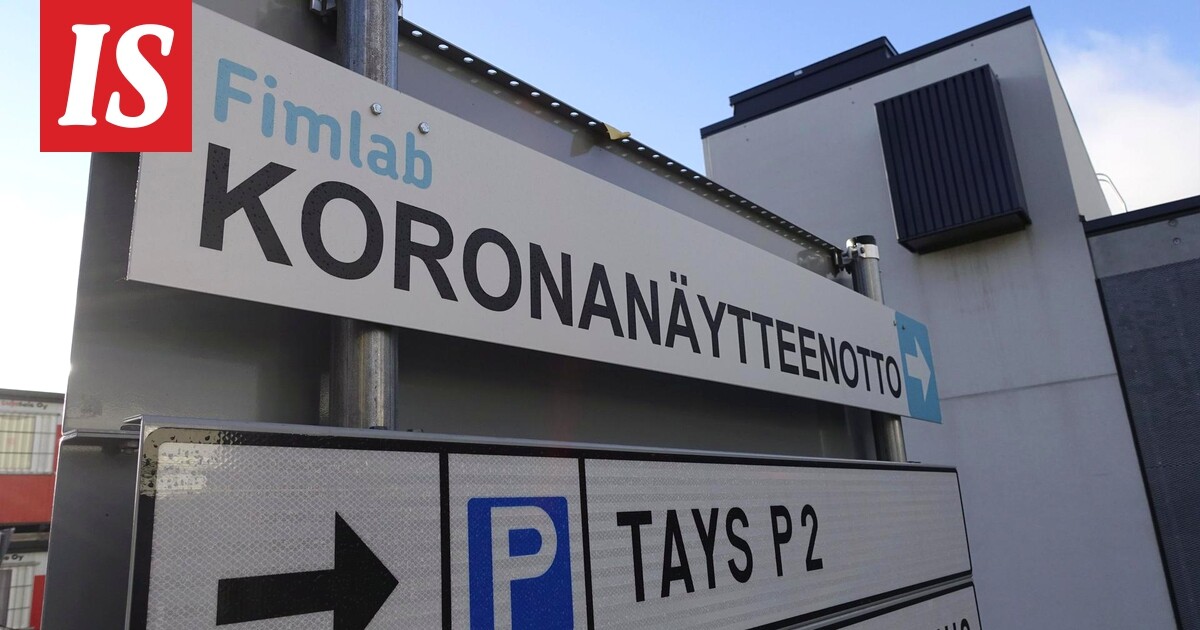 IS
Fimlab
KORONANÄYTTEENOTTO
P TAYS P2